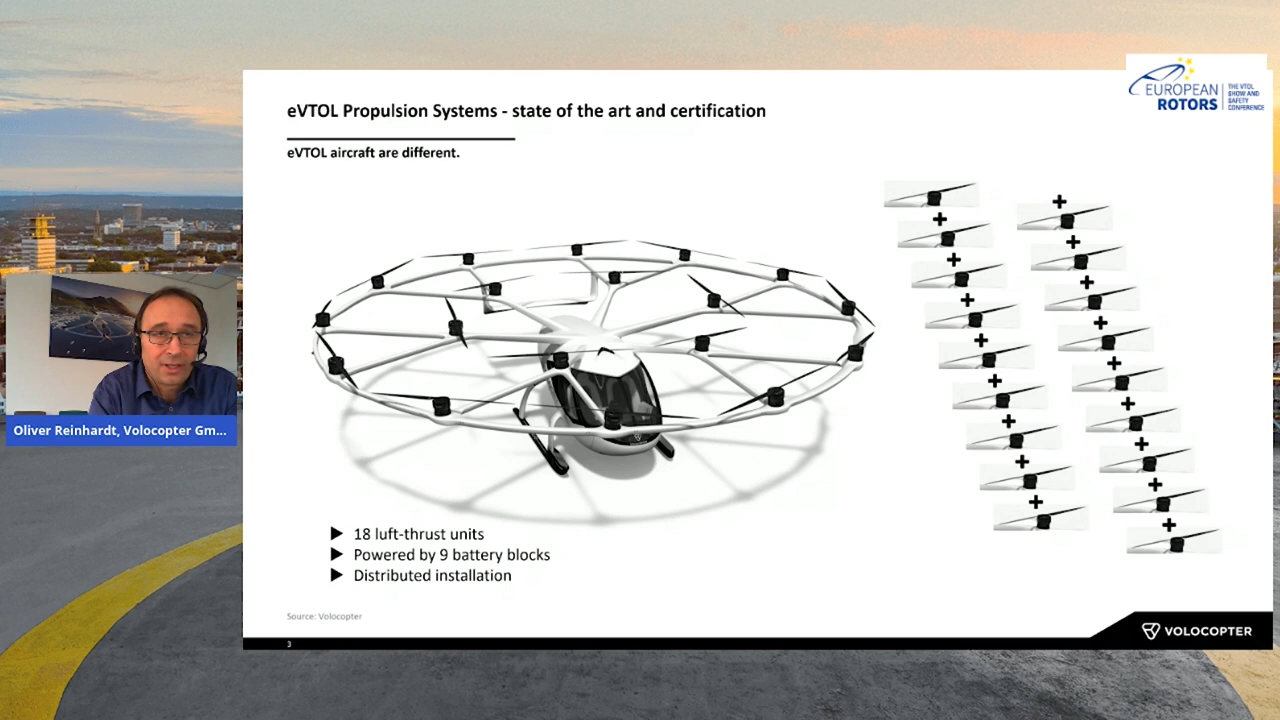 EUROPEAN
ROTORS
THE VTOL
SHOW AND
SAFETY
CONFERENCE
eVTOL Propulsion Systems - state of the art and certification
eVTOL aircraft are different.
Oliver Reinhardt, Volocopter Gm...
18 luft-thrust units
Powered by 9 battery blocks
Distributed installation
Source: Volocopter
VOLOCOPTER
3